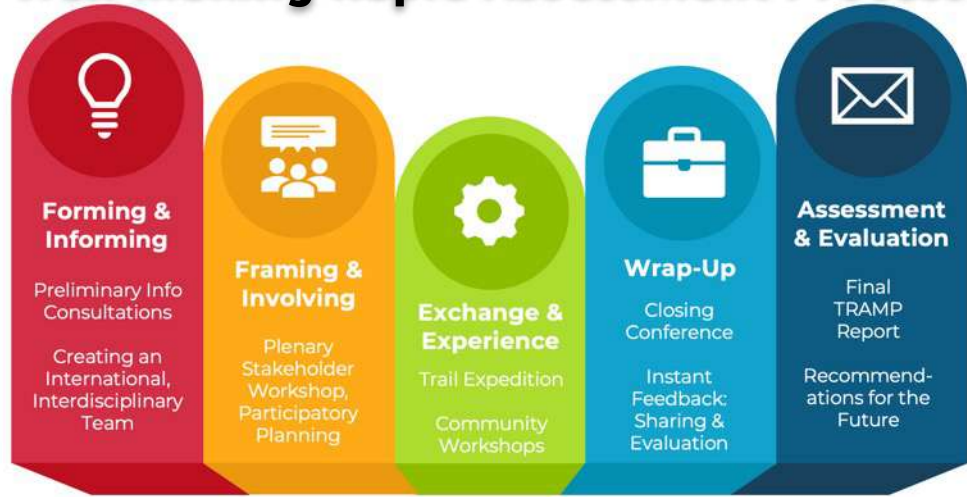 Forming &
Informing
Preliminary Info
Consultations
Creating an
International,
Interdisciplinary
Team
Framing &
Involving
Plenary
Stakeholder
Workshop,
Participatory
Planning
Exchange &
Experience
Trail Expedition
Community
Workshops
Wrap-Up
Closing
Conference
Instant
Feedback:
Sharing &
Evaluation
Assessment
& Evaluation
Final
TRAMP
Report
Recommend-
ations for the
Future